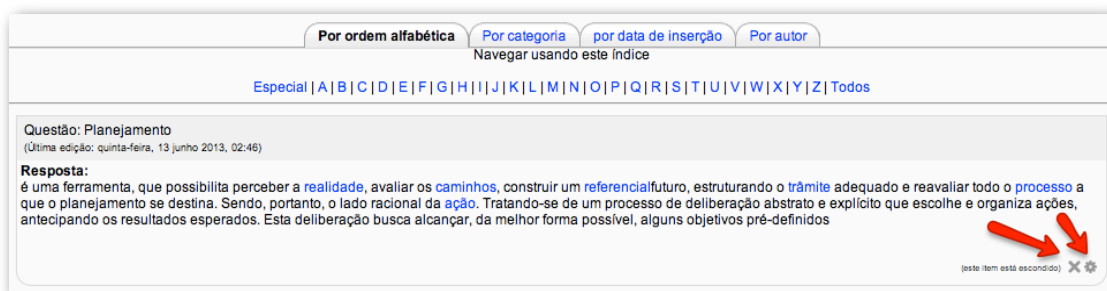 Por ordem alfabética Por categoria por data de inserção Por autor
Navegar usando este índice
Especial | A | B | C | D | E | F | G | H | I | J | K | L | M | N | O | P | Q | R | S | T | U | V | W | X | Y | Z | Todos
Questão: Planejamento
(Última edição: quinta-feira, 13 junho 2013, 02:46)
Resposta:
é uma ferramenta, que possibilita perceber a realidade, avaliar os caminhos, construir um referencialfuturo, estruturando o trâmite adequado e reavaliar todo o processo a
que o planejamento se destina. Sendo, portanto, o lado racional da ação. Tratando-se de um processo de deliberação abstrato e explícito que escolhe e organiza ações,
antecipando os resultados esperados. Esta deliberação busca alcançar, da melhor forma possível, alguns objetivos pré-definidos
(este item está escondido)